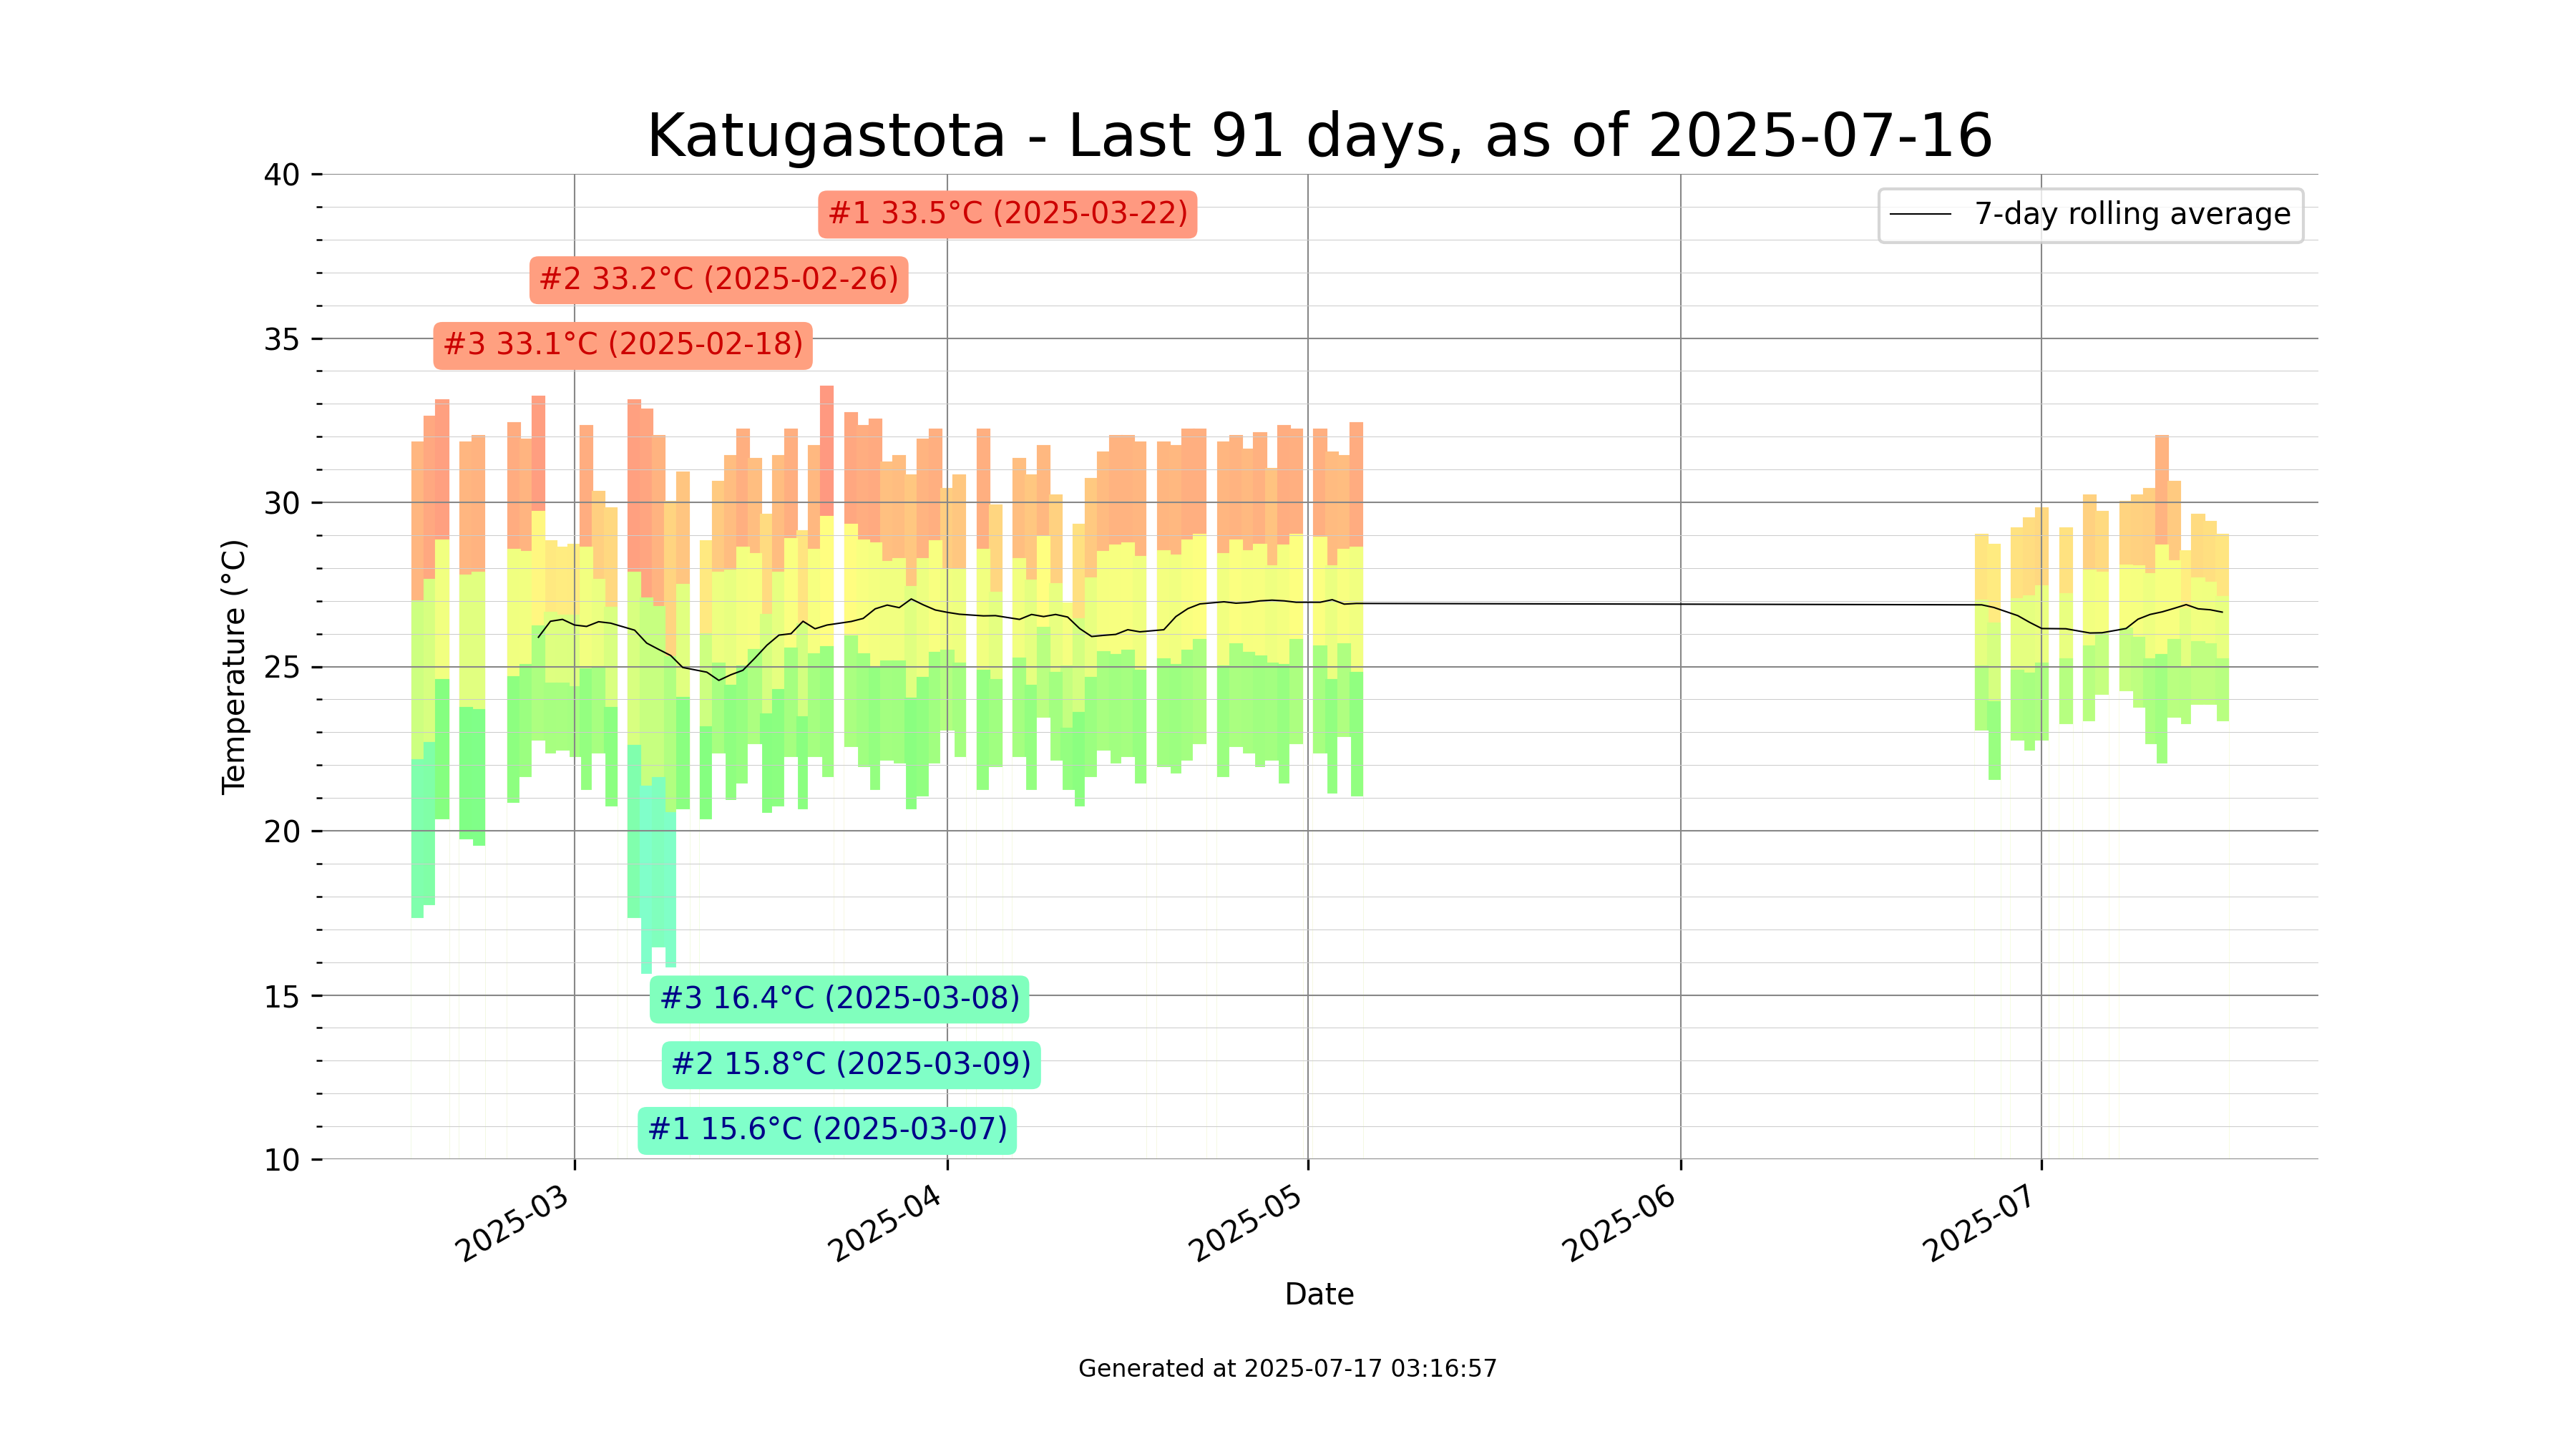 Katugastota - Last 91 days, as of 2025-07-16
40
35
30
25
20
15
10
Temperature (°C)
#1 33.5°C (2025-03-22)
#2 33.2°C (2025-02-26)
#3 33.1°C (2025-02-18)
7-day rolling average
#3 16.4°C (2025-03-08)
#2 15.8°C (2025-03-09)
#1 15.6°C (2025-03-07)
2025-03
2025-04
2025-05
2025-06
2025-07
Date
Generated at 2025-07-17 03:16:57